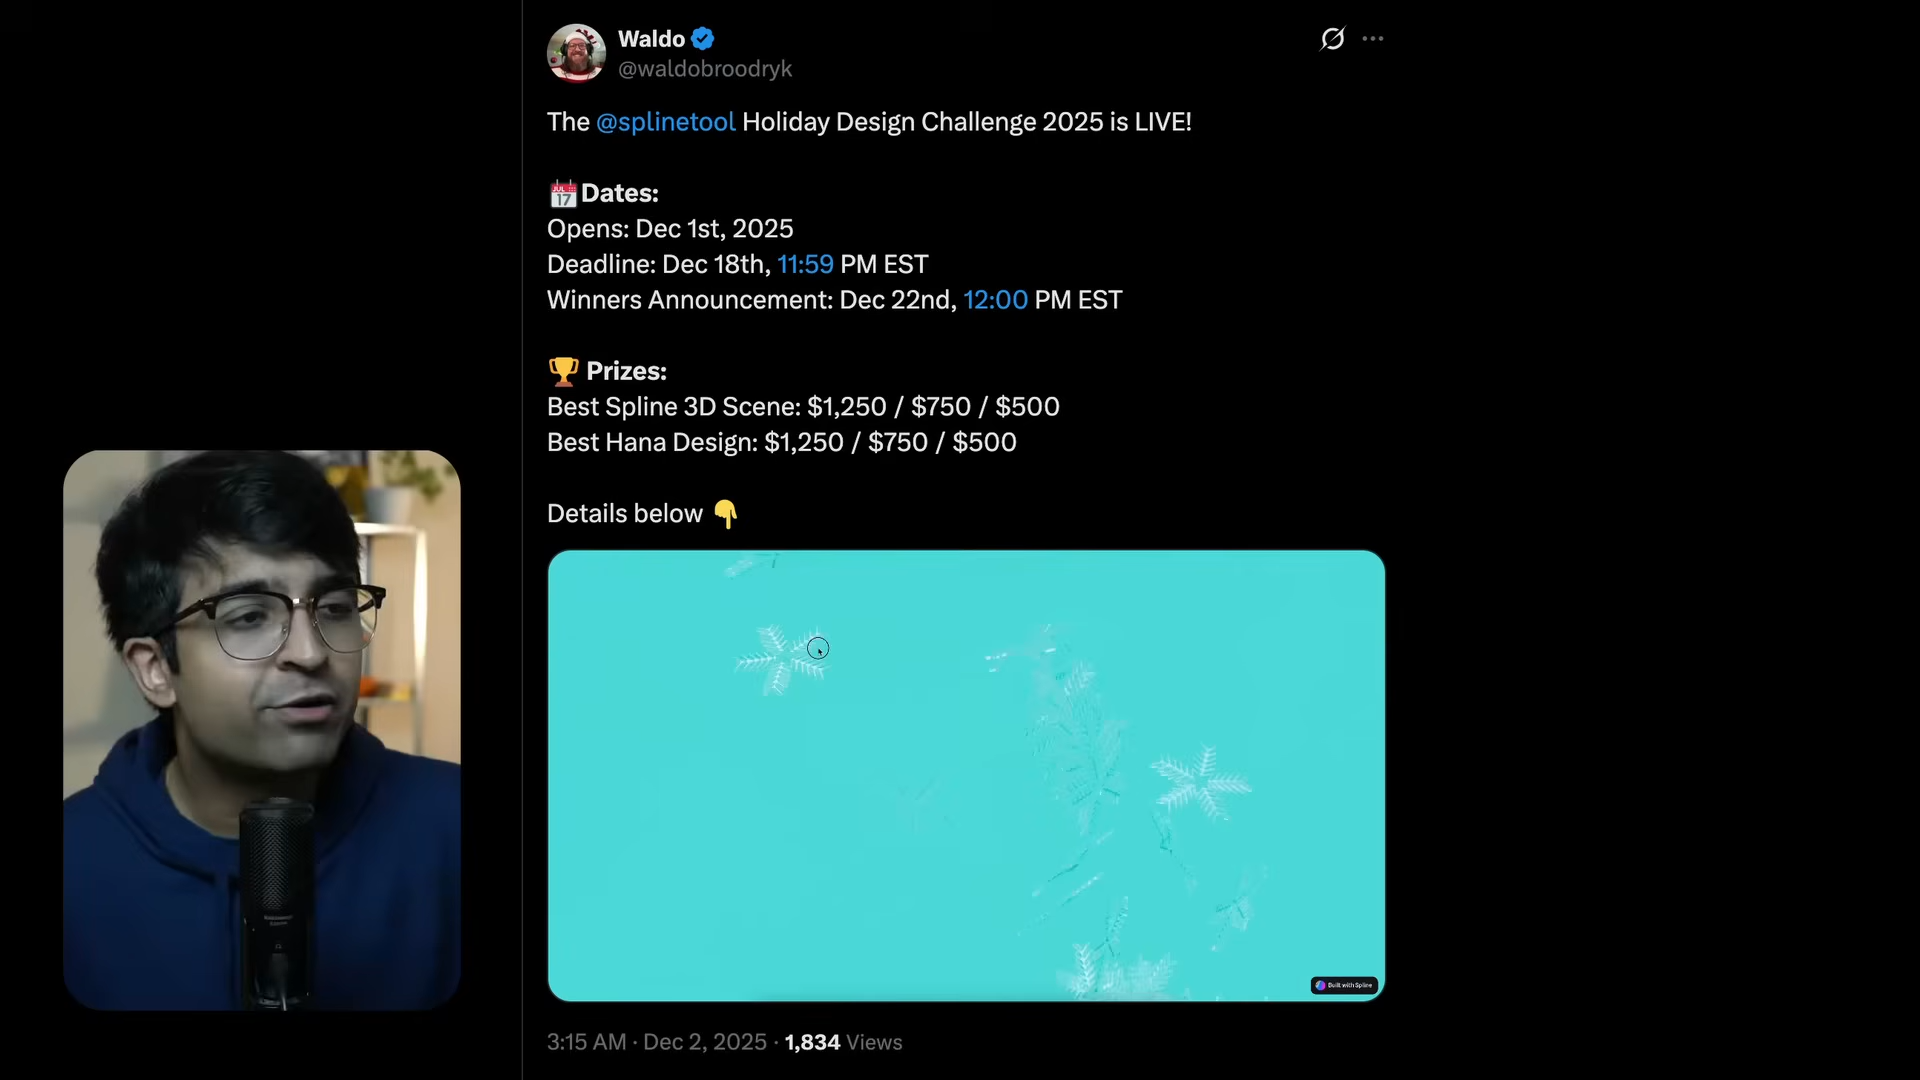 Waldo
@waldobroodryk
The @splinetool Holiday Design Challenge 2025 is LIVE!
JUL
17
Dates:
Opens: Dec 1st, 2025
Deadline: Dec 18th, 11:59 PM EST
Winners Announcement: Dec 22nd, 12:00 PM EST
Prizes:
Best Spline 3D Scene: $1,250 / $750 / $500
Best Hana Design: $1,250 / $750 / $500
Details below
Built with Spline
3:15 AM · Dec 2, 2025 · 1,834 Views